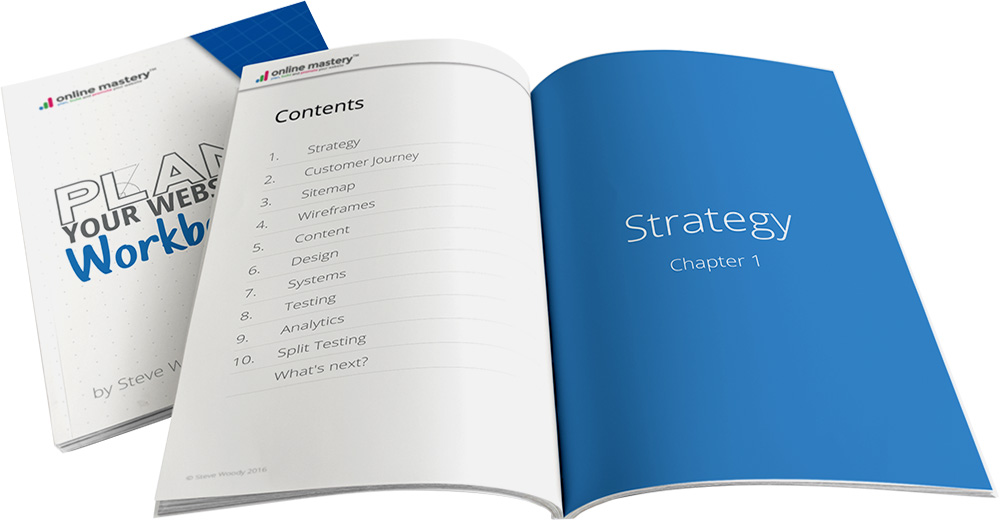 online mastery™
PLAN
YOUR WEBS
Workb
by Steve W
online mastery™
Contents
1. Strategy
2. Customer Journey
3. Sitemap
4. Wireframes
5. Content
6. Design
7. Systems
8. Testing
9. Analytics
10. Split Testing
What's next?
© Steve Woody 2016
Strategy
Chapter 1